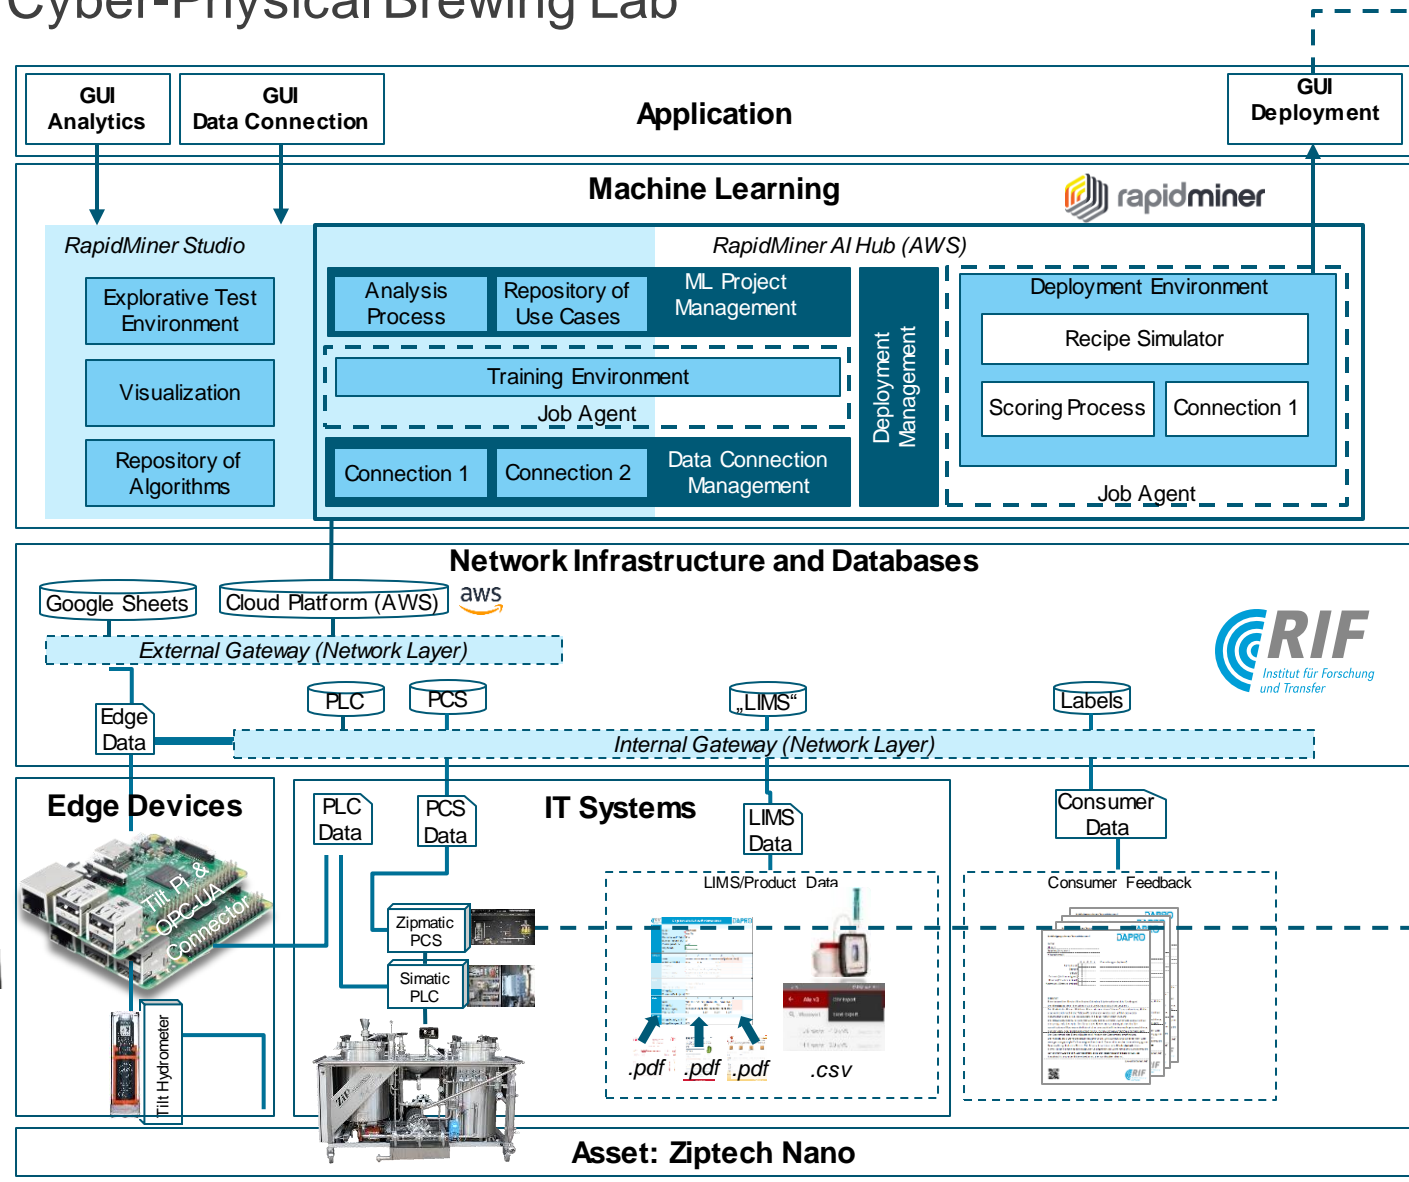 Cyber-Physical Brewing Lab
GUI
Analytics
GUI
Data Connection
Application
GUI
Deployment
Machine Learning
rapidminer
RapidMiner Studio
RapidMiner AI Hub (AWS)
Explorative Test
Environment
Visualization
Repository of
Algorithms
Analysis
Process
Repository of
Use Cases
ML Project
Management
Training Environment
Job Agent
Connection 1
Connection 2
Data Connection
Management
Deployment
Management
Deployment Environment
Recipe Simulator
Scoring Process
Connection 1
Job Agent
Network Infrastructure and Databases
Google Sheets
Cloud Platform (AWS)
aws
External Gateway (Network Layer)
RIF
Institut für Forschung
und Transfer
PLC
PCS
„LIMS“
Labels
Edge
Data
Internal Gateway (Network Layer)
Edge Devices
Tilt Pi &
OPC-UA
Connector
Tilt Hydrometer
IT Systems
PLC
Data
PCS
Data
LIMS
Data
Consumer
Data
Zipmatic
PCS
Simatic
PLC
LIMS/Product Data
DAPRO
.pdf
.pdf
.pdf
.csv
Consumer Feedback
DAPRO
RIF
Asset: Ziptech Nano